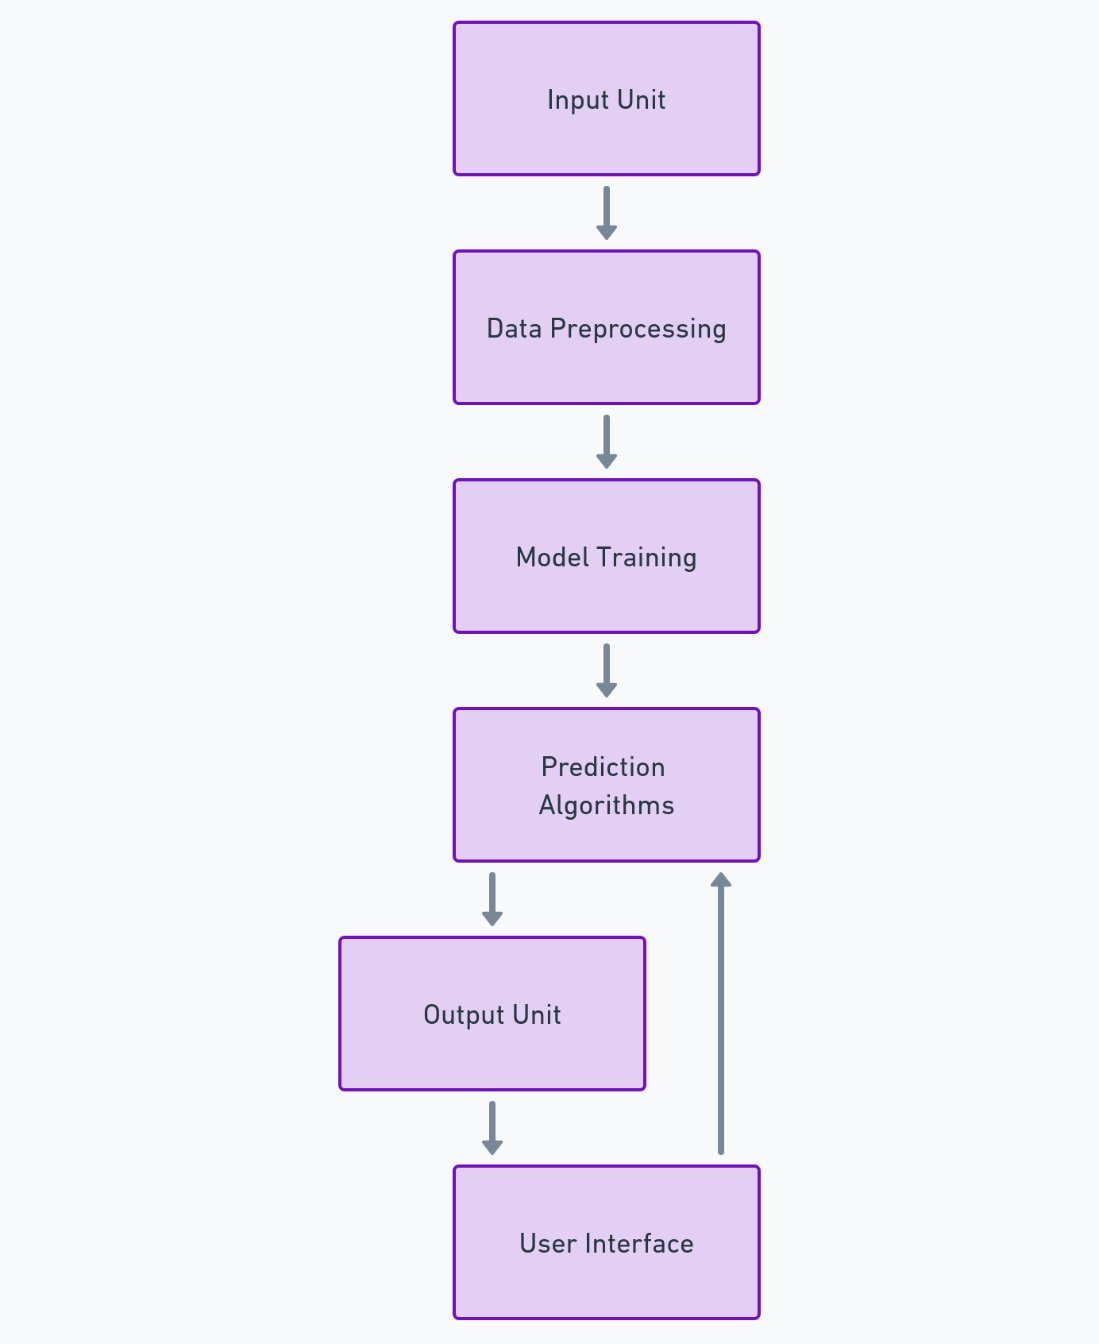 Input Unit
Data Preprocessing
Model Training
Prediction
Algorithms
Output Unit
User Interface